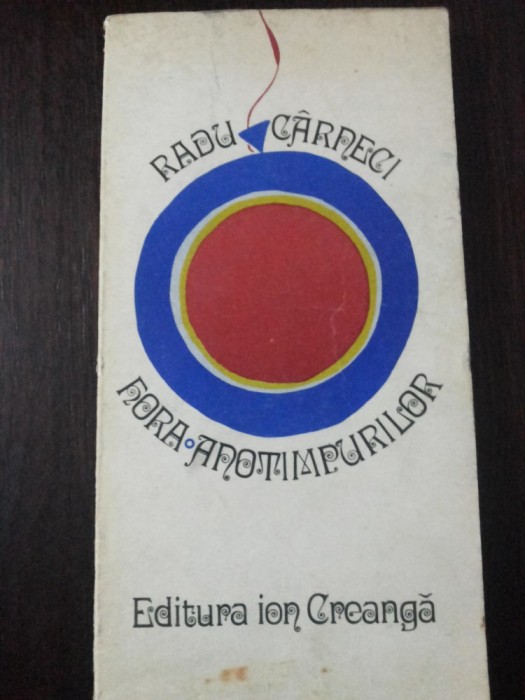 RADU CÂRNECI
HORA ANOTIMPURILOR
Editura ion Creangă